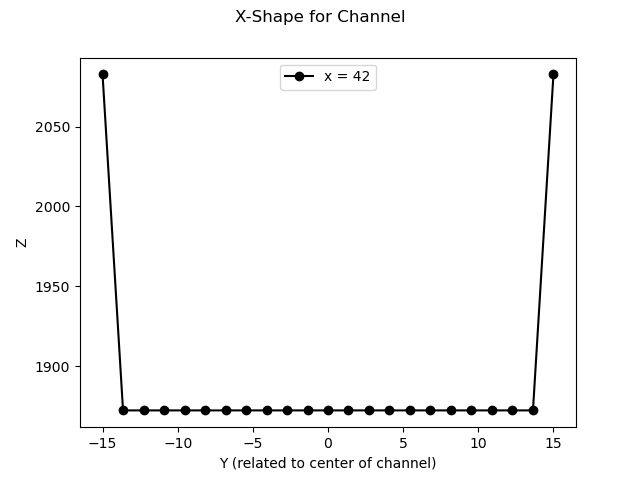 X-Shape for Channel
x = 42
2050
2000
1950
1900
Z
−15 −10 −5 0 5 10 15
Y (related to center of channel)